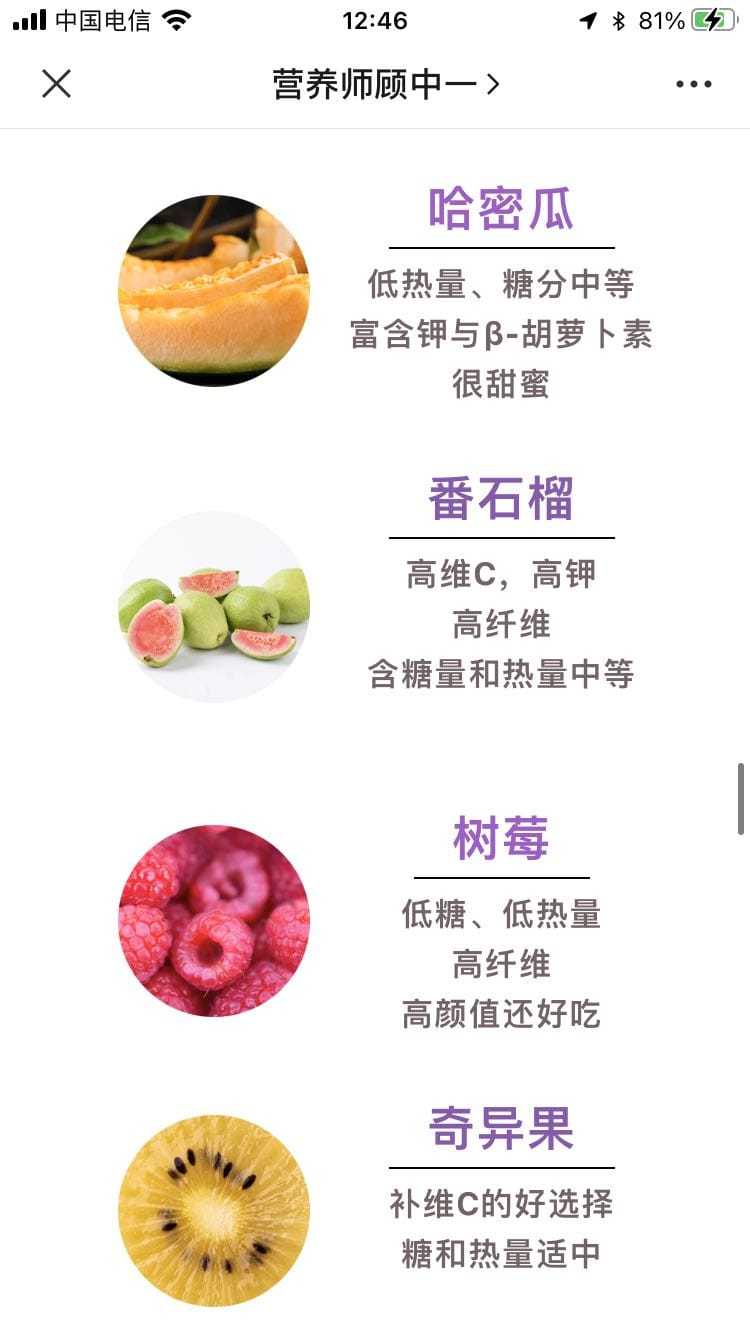 中国电信
12:46
81%
营养师顾中一
哈密瓜
低热量、糖分中等
富含钾与β-胡萝卜素
很甜蜜
番石榴
高维C，高钾
高纤维
含糖量和热量中等
树莓
低糖、低热量
高纤维
高颜值还好吃
奇异果
补维C的好选择
糖和热量适中